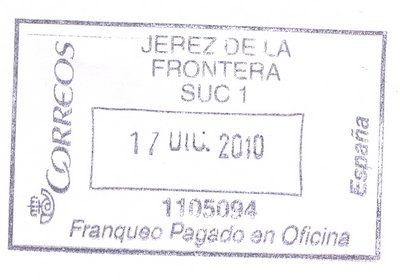 CORREOS
JEREZ DE LA
FRONTERA
SUC 1
17 DIC. 2010
España
1105094
Franqueo Pagado en Oficina